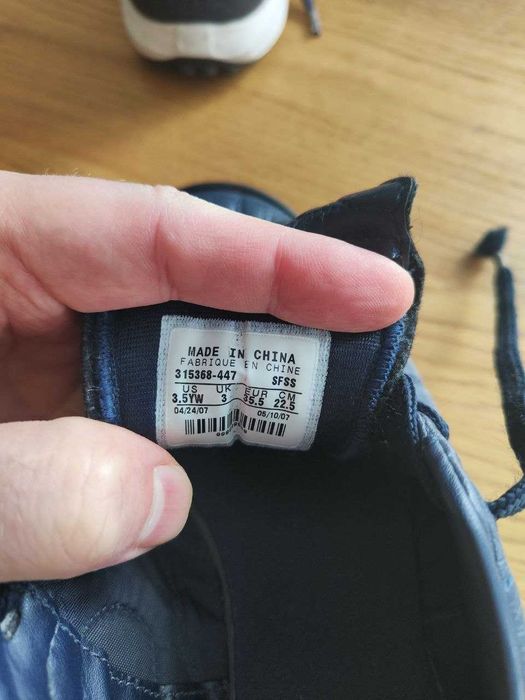 MADE IN CHINA
FABRIQUE EN CHINE
315368-447 SFSS
US UK EUR CM
3.5YW 3 35.5 22.5
04/24/07 05/10/07